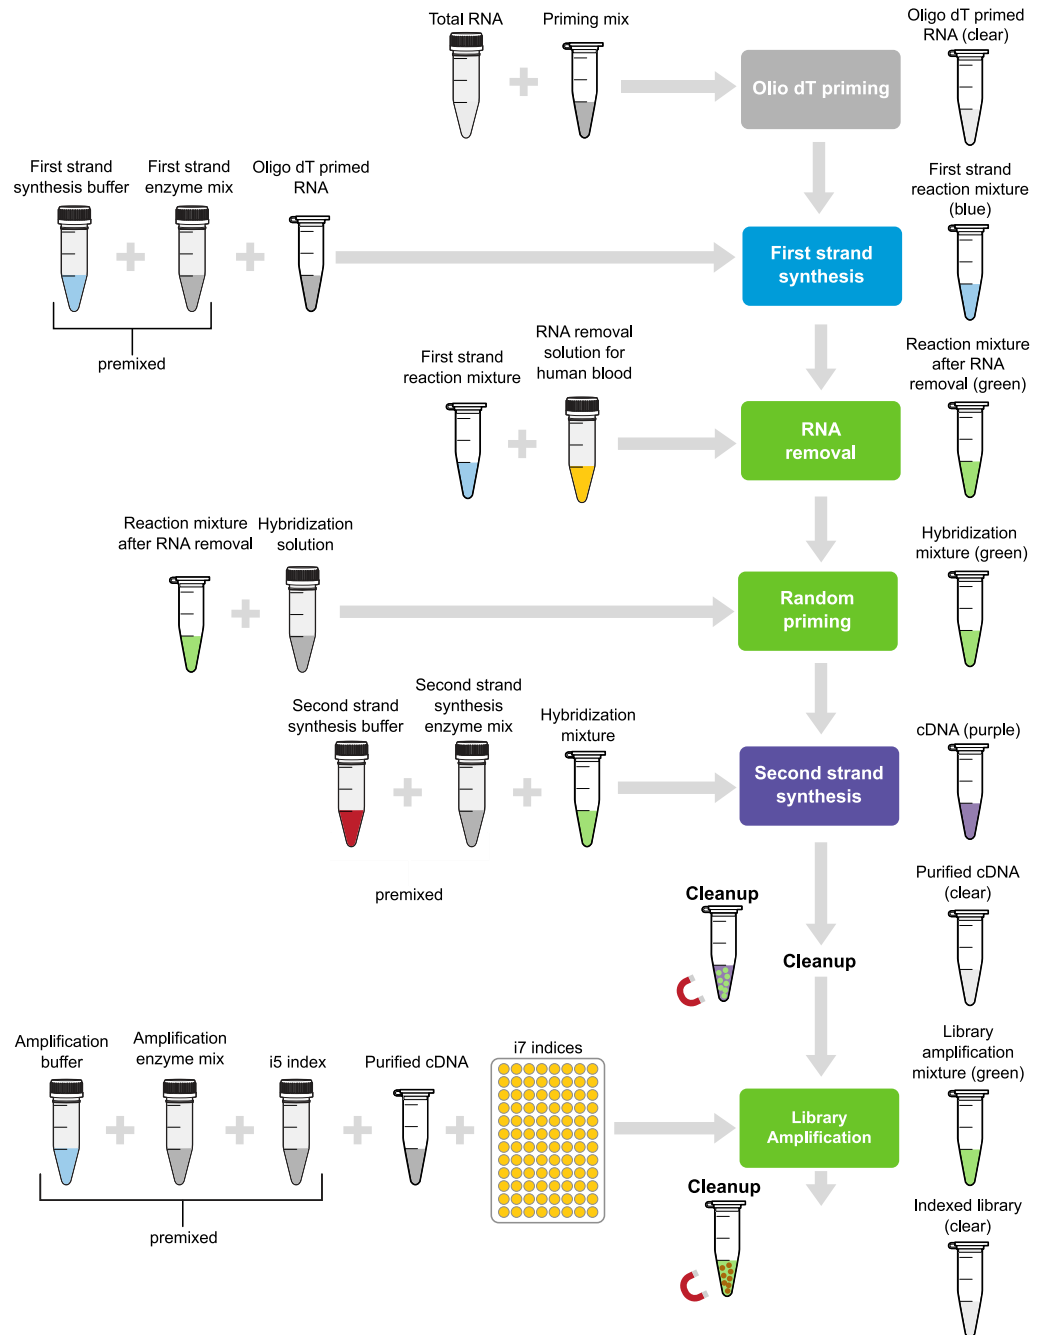 Total RNA
Priming mix
Oligo dT primed
RNA (clear)
Olio dT priming
First strand
synthesis buffer
First strand
enzyme mix
Oligo dT primed
RNA
First strand
reaction mixture
(blue)
First strand
synthesis
premixed
First strand
reaction mixture
RNA removal
solution for
human blood
Reaction mixture
after RNA
removal (green)
RNA
removal
Reaction mixture
after RNA removal
Hybridization
solution
Hybridization
mixture (green)
Random
priming
Second strand
synthesis buffer
Second strand
synthesis
enzyme mix
Hybridization
mixture
cDNA (purple)
Second strand
synthesis
premixed
Cleanup
Cleanup
Purified cDNA
(clear)
Amplification
buffer
Amplification
enzyme mix
i5 index
Purified cDNA
i7 indices
Library
amplification
mixture (green)
Library
Amplification
premixed
Cleanup
Indexed library
(clear)